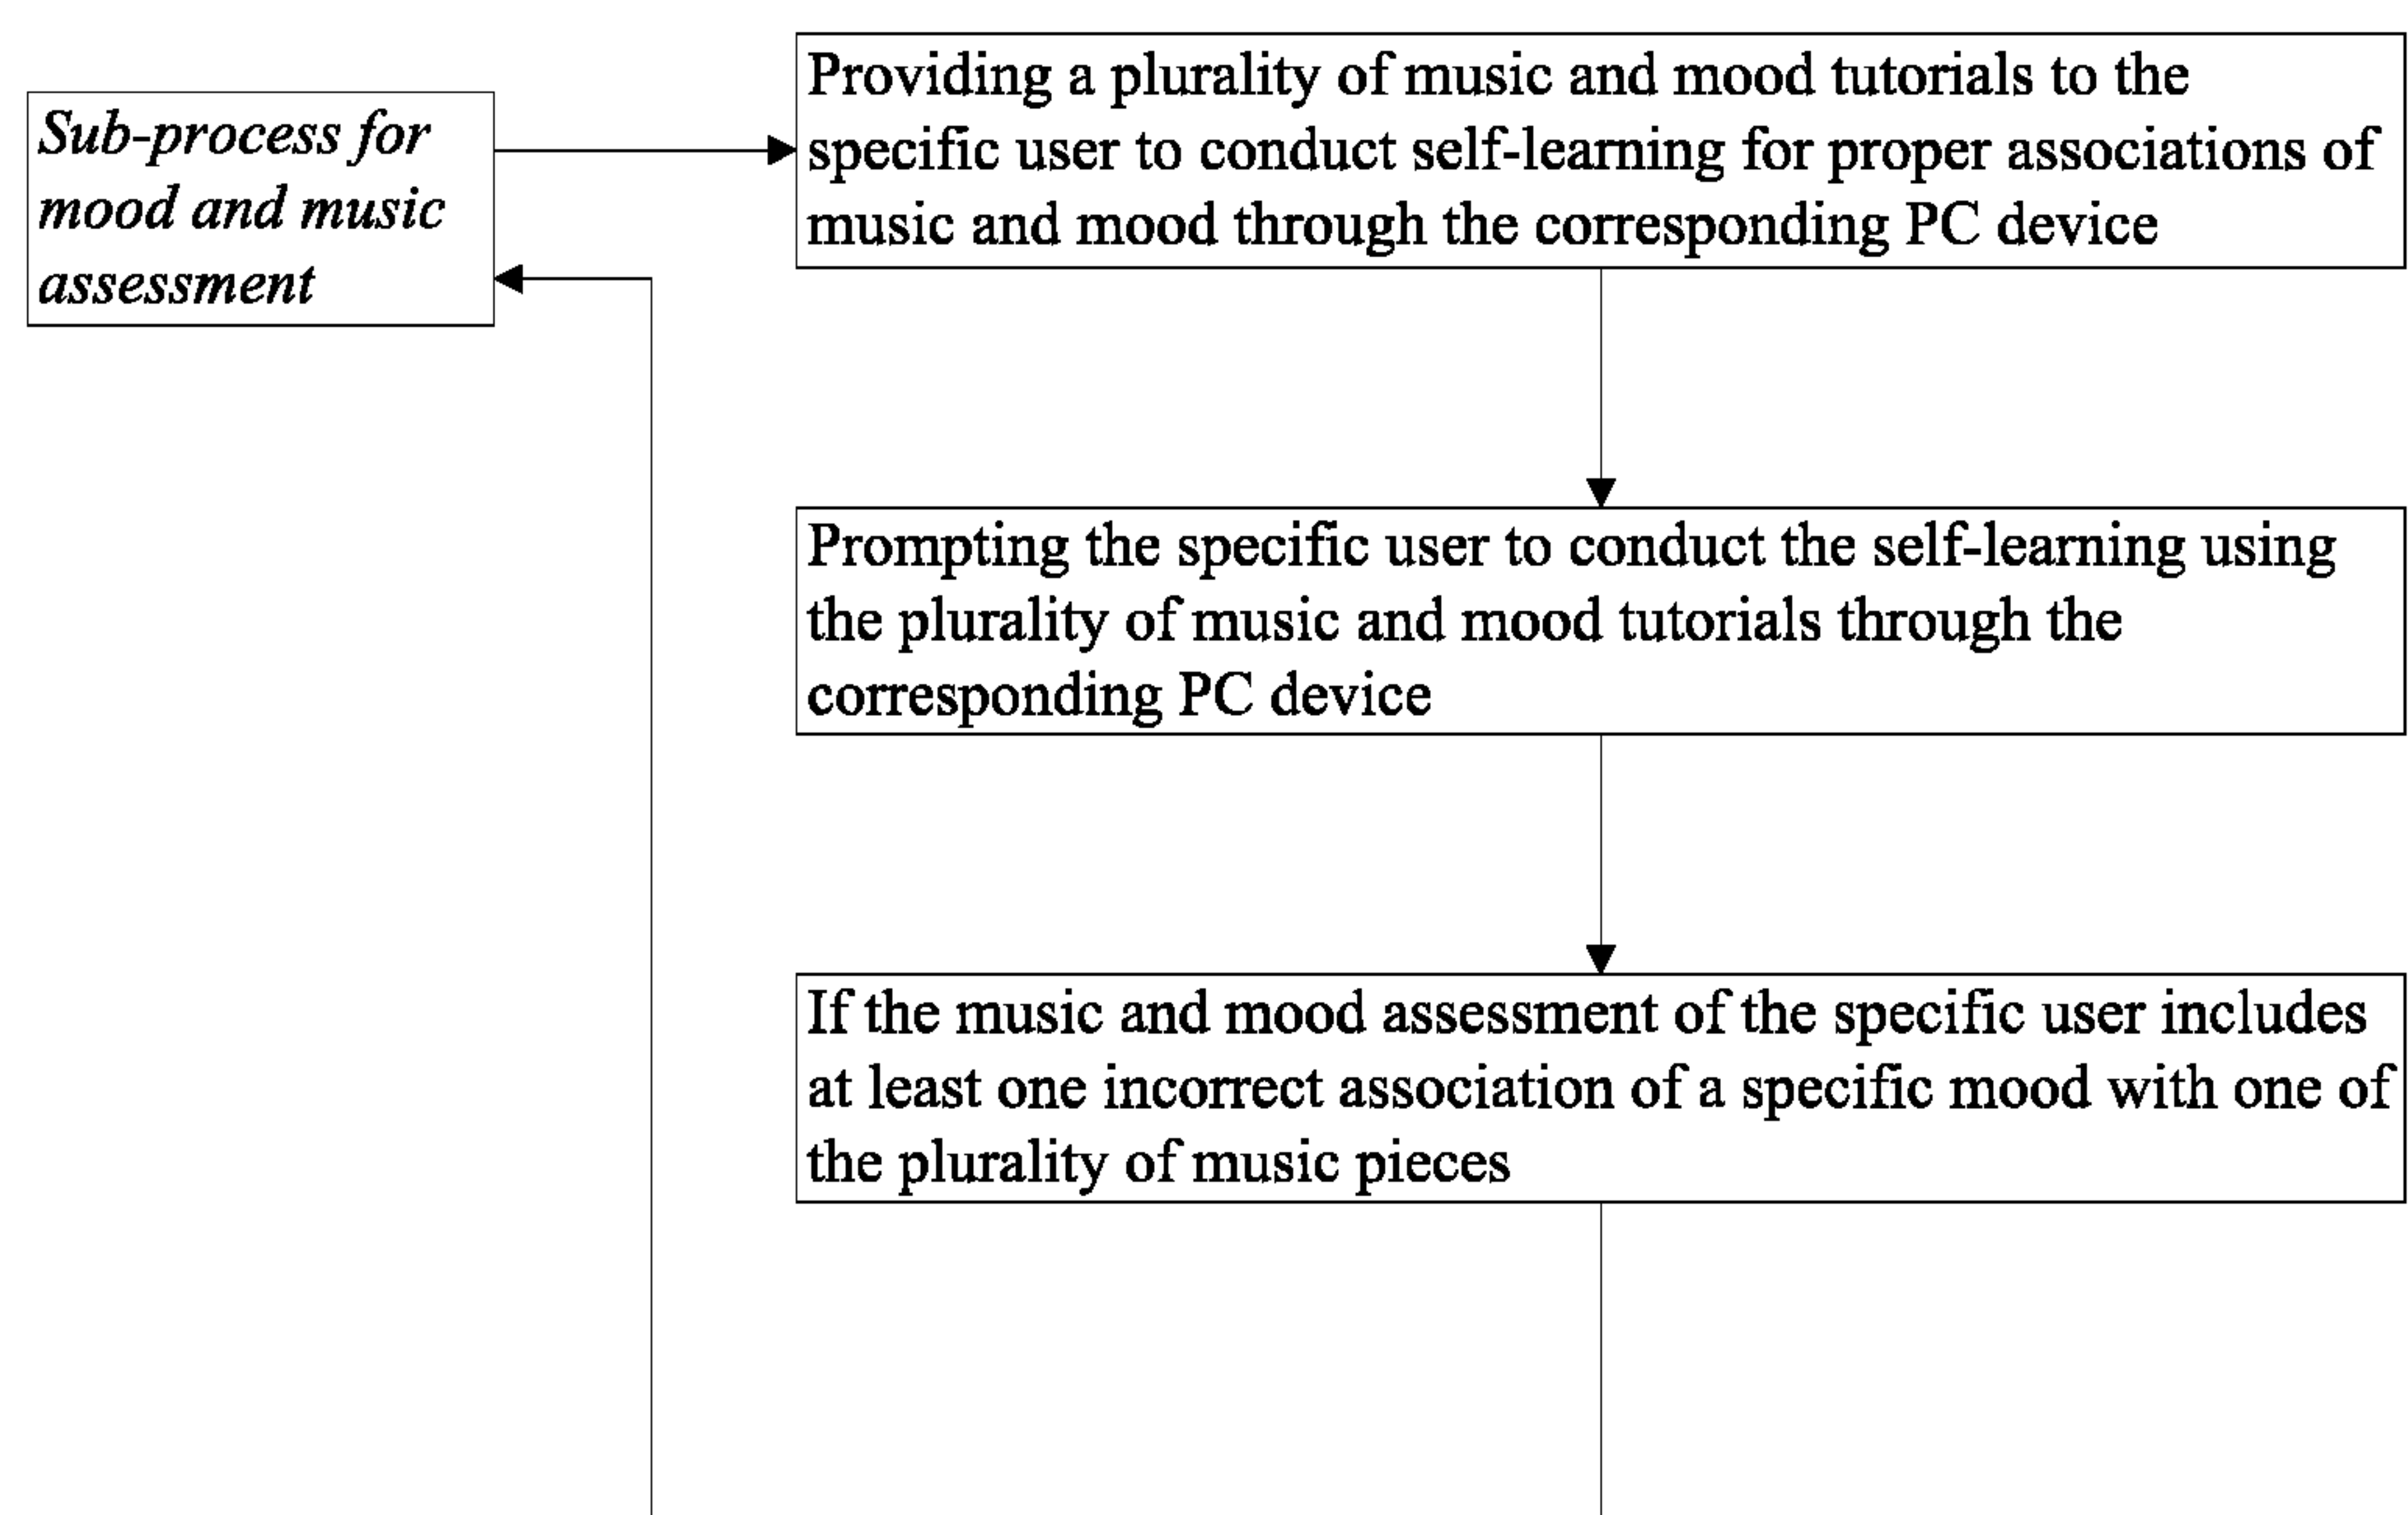 Sub-process for
mood and music
assessment
Providing a plurality of music and mood tutorials to the
specific user to conduct self-learning for proper associations of
music and mood through the corresponding PC device
Prompting the specific user to conduct the self-learning using
the plurality of music and mood tutorials through the
corresponding PC device
If the music and mood assessment of the specific user includes
at least one incorrect association of a specific mood with one of
the plurality of music pieces